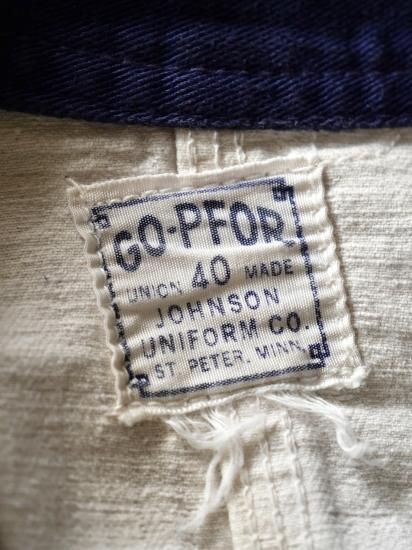 GO-PFOR
UNION 40 MADE
JOHNSON
UNIFORM CO.
ST. PETER, MINN.